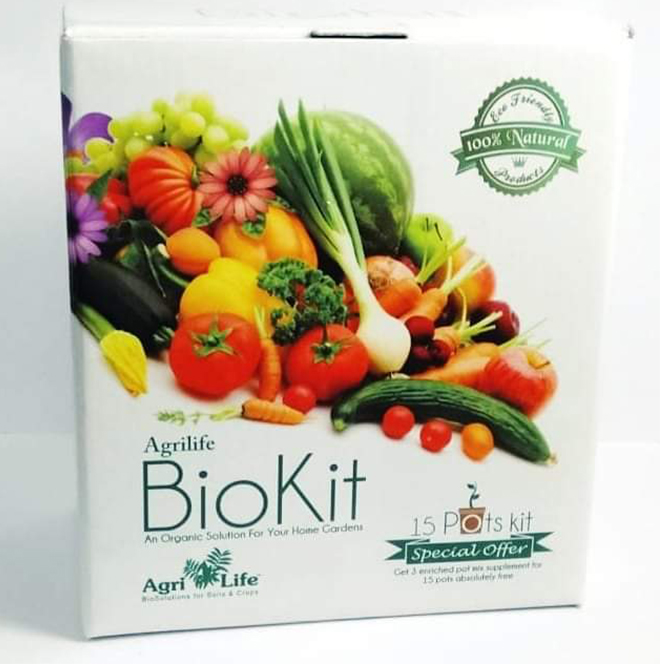 Eco Friendly
100% Natural
Products
Agrilife
BioKit
An Organic Solution For Your Home Gardens
Agri Life
BioSolutions for Soils & Crops
15 Pots kit
Special Offer
Get 3 enriched pot mix supplement for
15 pots absolutely free